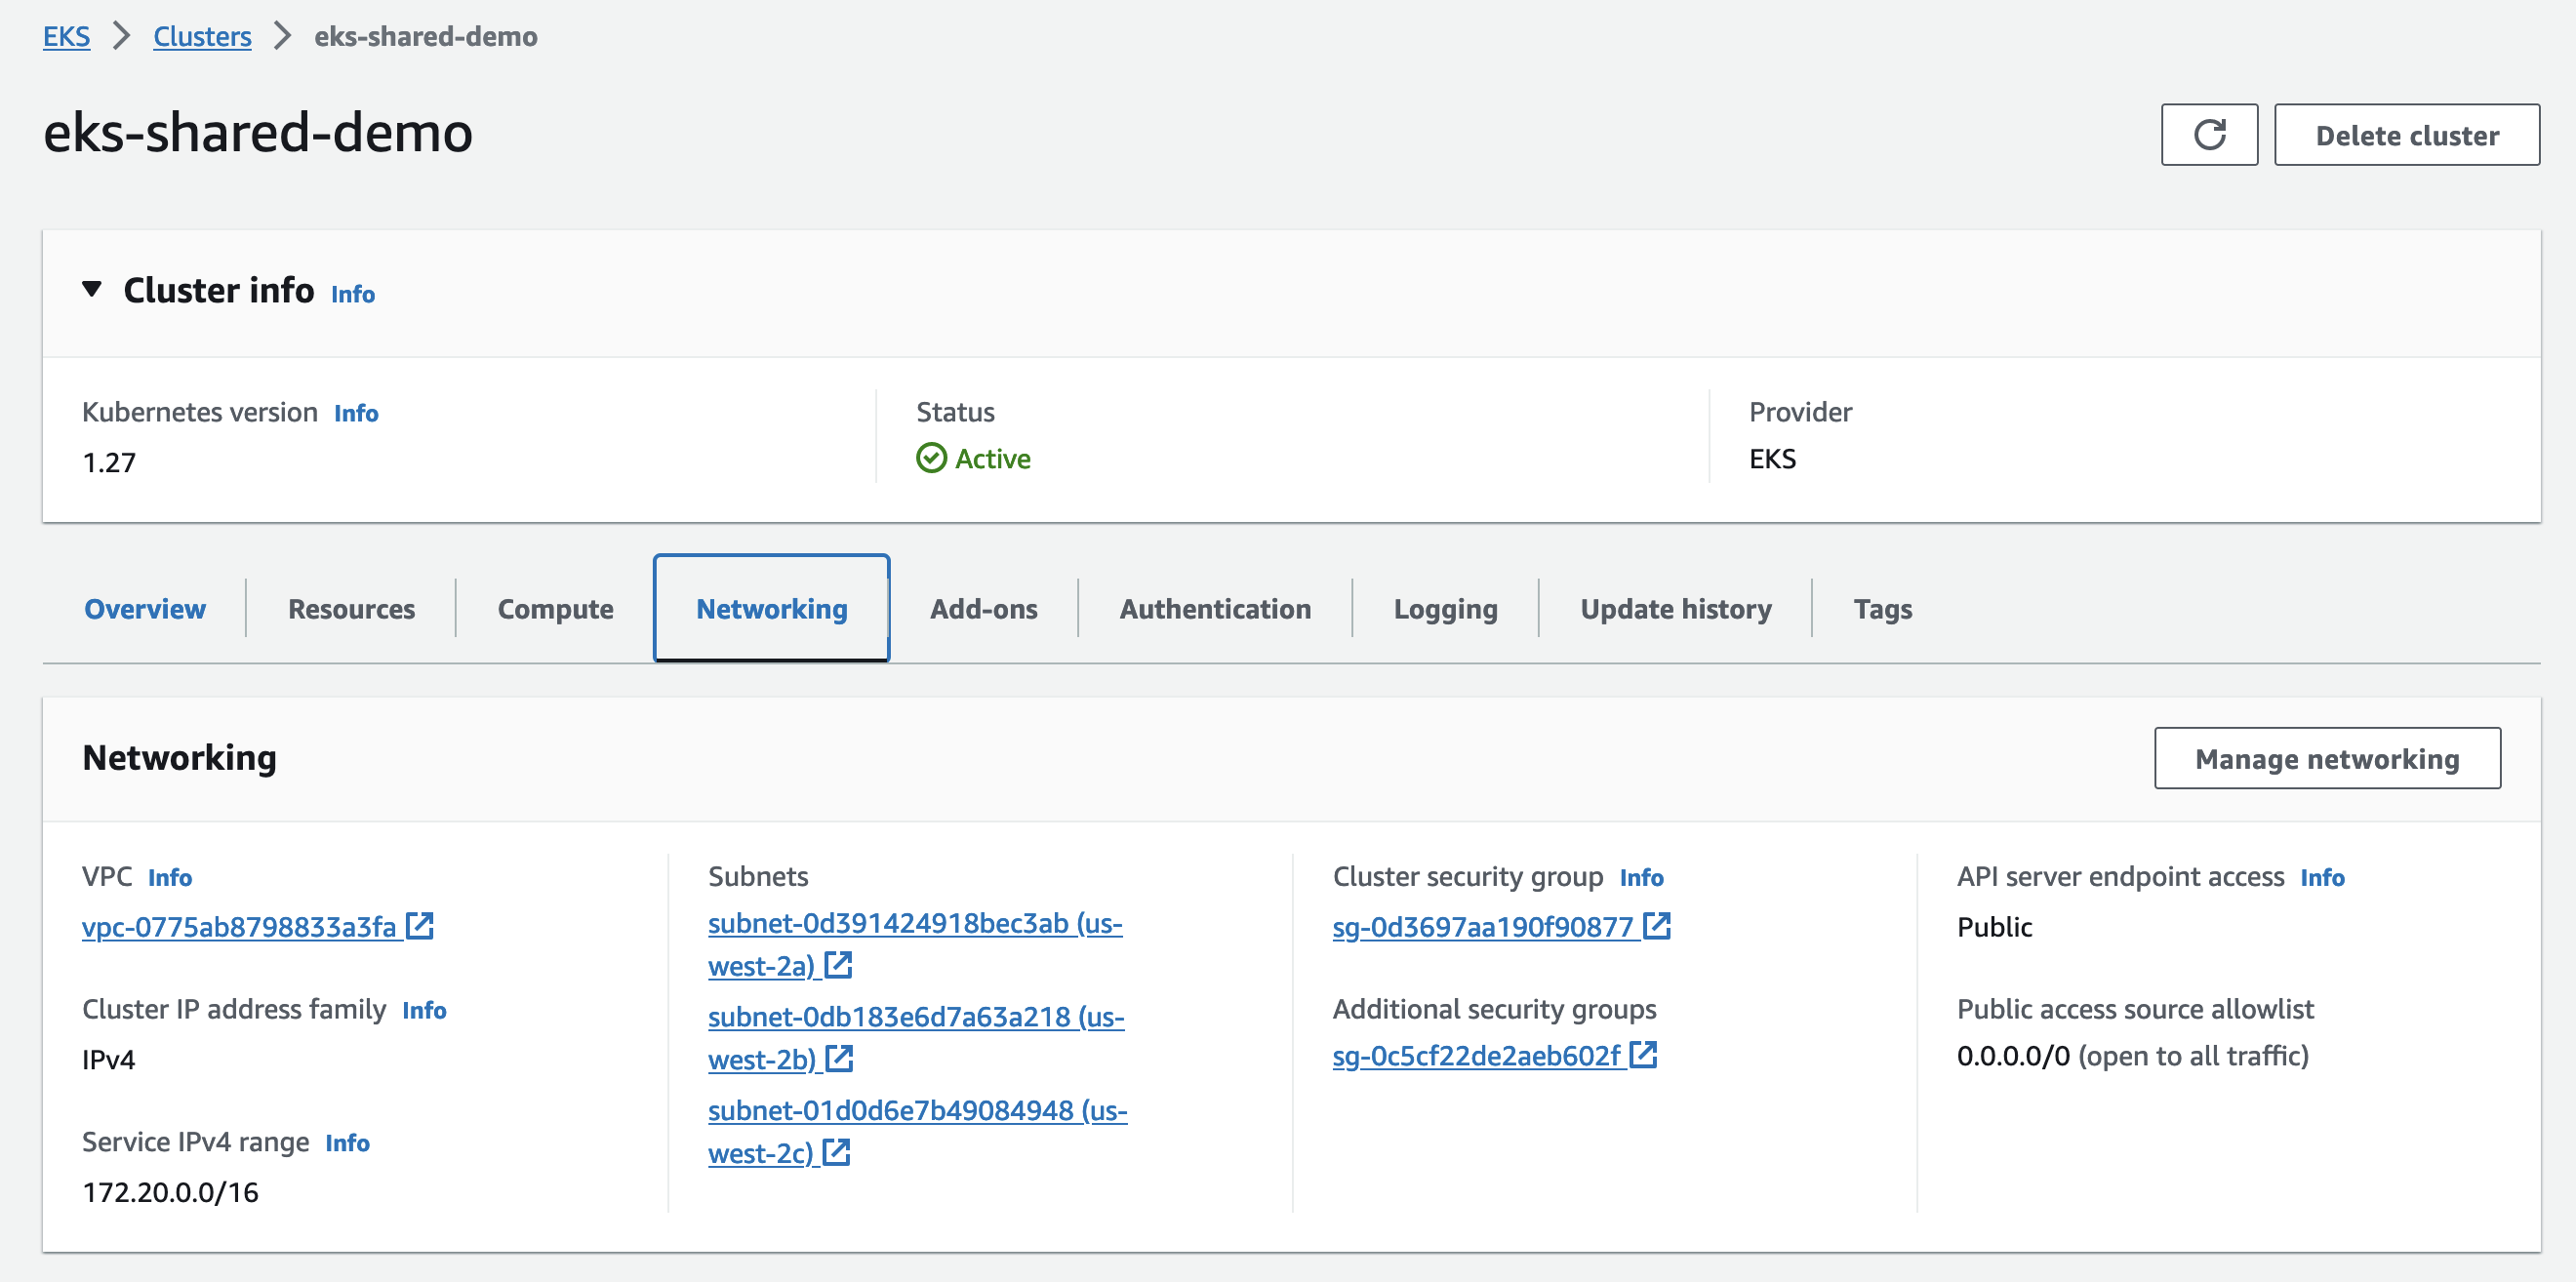 EKS > Clusters > eks-shared-demo
eks-shared-demo
Delete cluster
Cluster info Info
Kubernetes version Info
1.27
Status
Active
Provider
EKS
Overview
Resources
Compute
Networking
Add-ons
Authentication
Logging
Update history
Tags
Networking
Manage networking
VPC Info
vpc-0775ab8798833a3fa
Cluster IP address family Info
IPv4
Service IPv4 range Info
172.20.0.0/16
Subnets
subnet-0d391424918bec3ab (us-
west-2a)
subnet-0db183e6d7a63a218 (us-
west-2b)
subnet-01d0d6e7b49084948 (us-
west-2c)
Cluster security group Info
sg-0d3697aa190f90877
Additional security groups
sg-0c5cf22de2aeb602f
API server endpoint access Info
Public
Public access source allowlist
0.0.0.0/0 (open to all traffic)